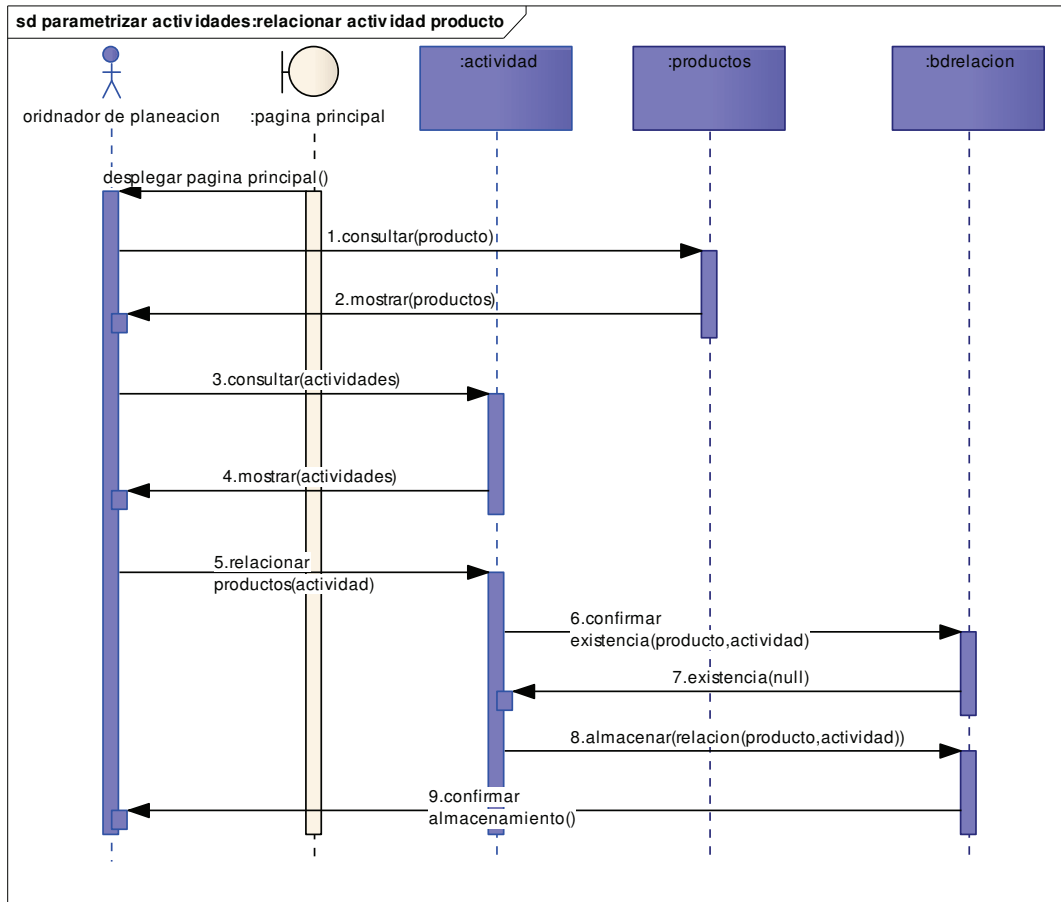 sd parametrizar actividades:relacionar actividad producto
:actividad
:productos
:bdrelacion
oridnador de planeacion
:pagina principal
desplegar pagina principal()
1.consultar(producto)
2.mostrar(productos)
3.consultar(actividades)
4.mostrar(actividades)
5.relacionar
productos(actividad)
6.confirmar
existencia(producto,actividad)
7.existencia(null)
8.almacenar(relacion(producto,actividad))
9.confirmar
almacenamiento()